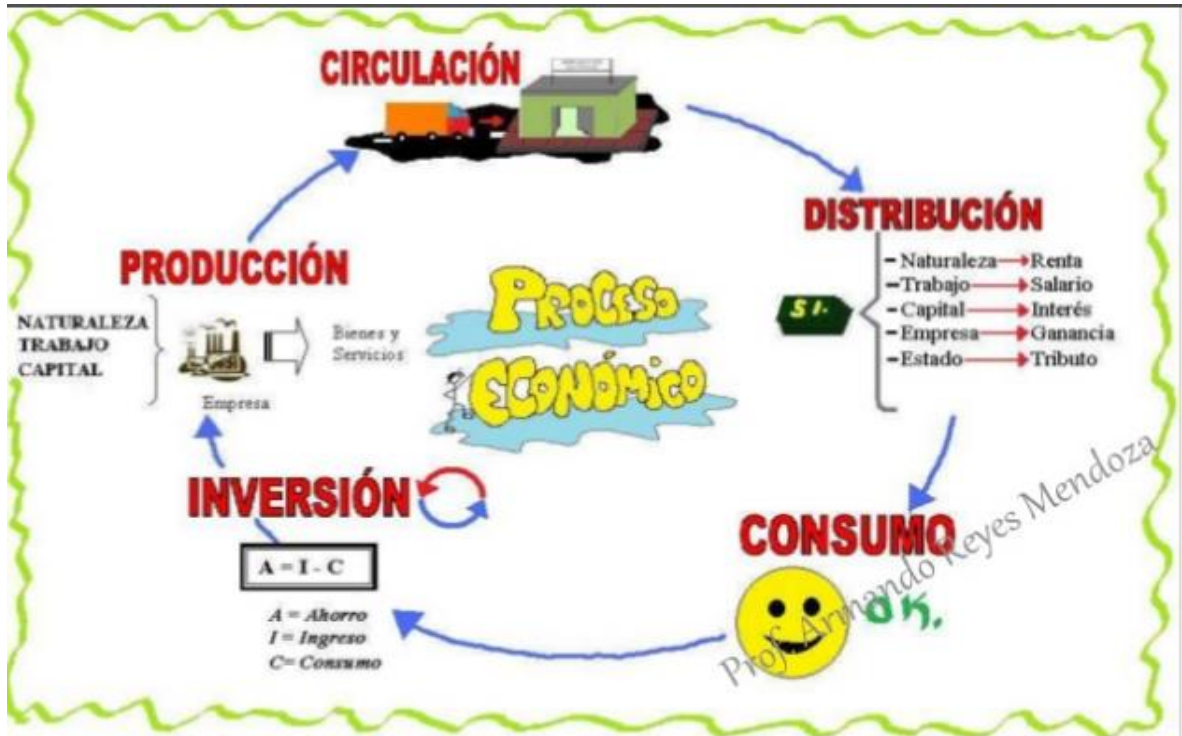 CIRCULACIÓN
DISTRIBUCIÓN
Naturaleza Renta
Trabajo Salario
Capital Interés
Empresa Ganancia
Estado Tributo
S/.
PRODUCCIÓN
NATURALEZA
TRABAJO
CAPITAL
Empresa
Bienes y
Servicios
PROCESO
ECONÓMICO
INVERSIÓN
A = I - C
A = Ahorro
I = Ingreso
C= Consumo
CONSUMO
OK.
Prof. Armando Reyes Mendoza